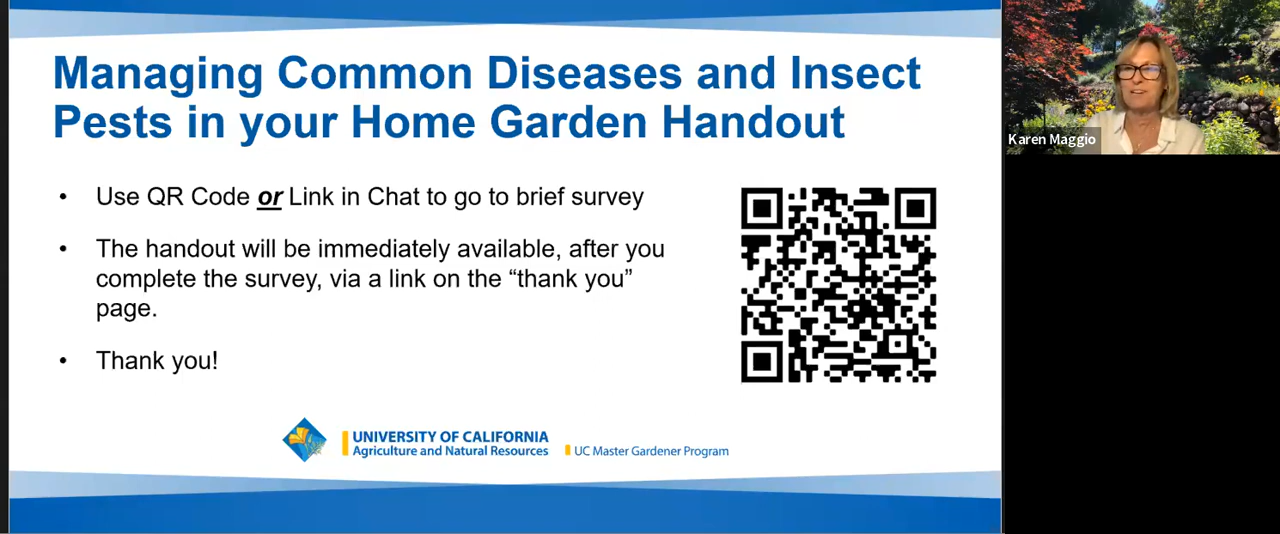 Managing Common Diseases and Insect
Pests in your Home Garden Handout
• Use QR Code or Link in Chat to go to brief survey
• The handout will be immediately available, after you
complete the survey, via a link on the “thank you”
page.
• Thank you!
UNIVERSITY OF CALIFORNIA
Agriculture and Natural Resources
UC Master Gardener Program
Karen Maggio